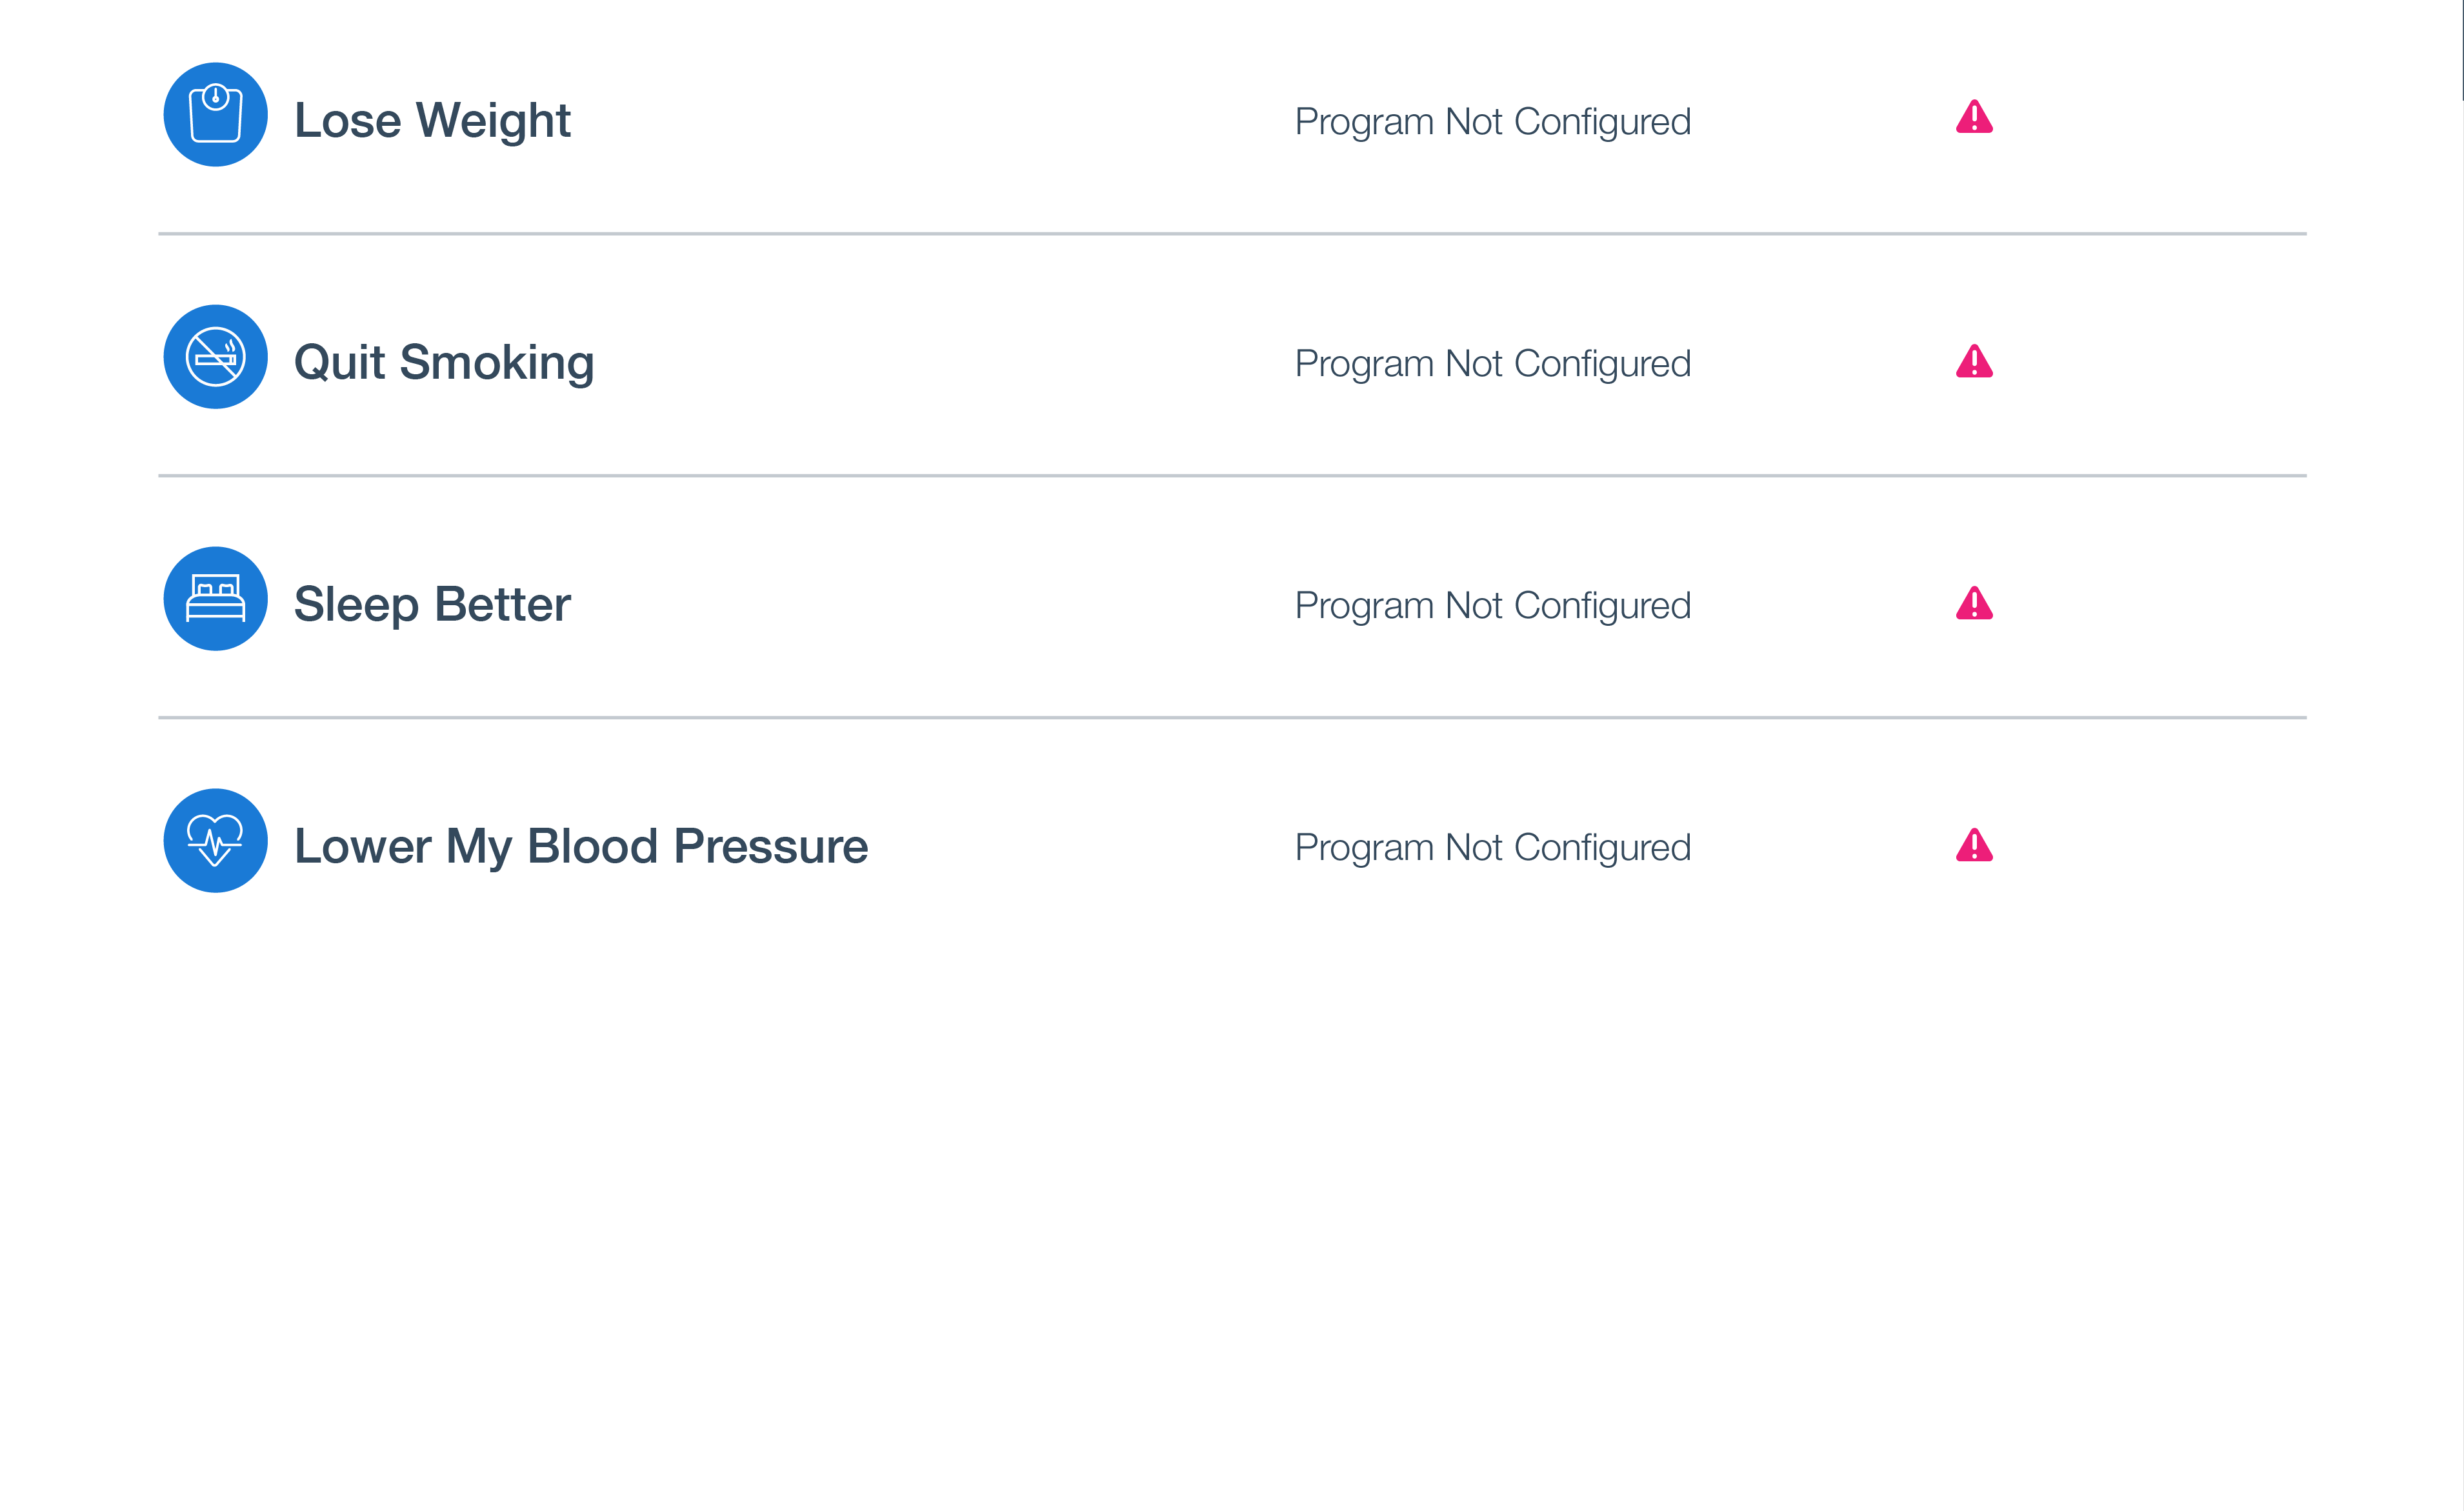 Lose Weight Program Not Configured
Quit Smoking Program Not Configured
Sleep Better Program Not Configured
Lower My Blood Pressure Program Not Configured